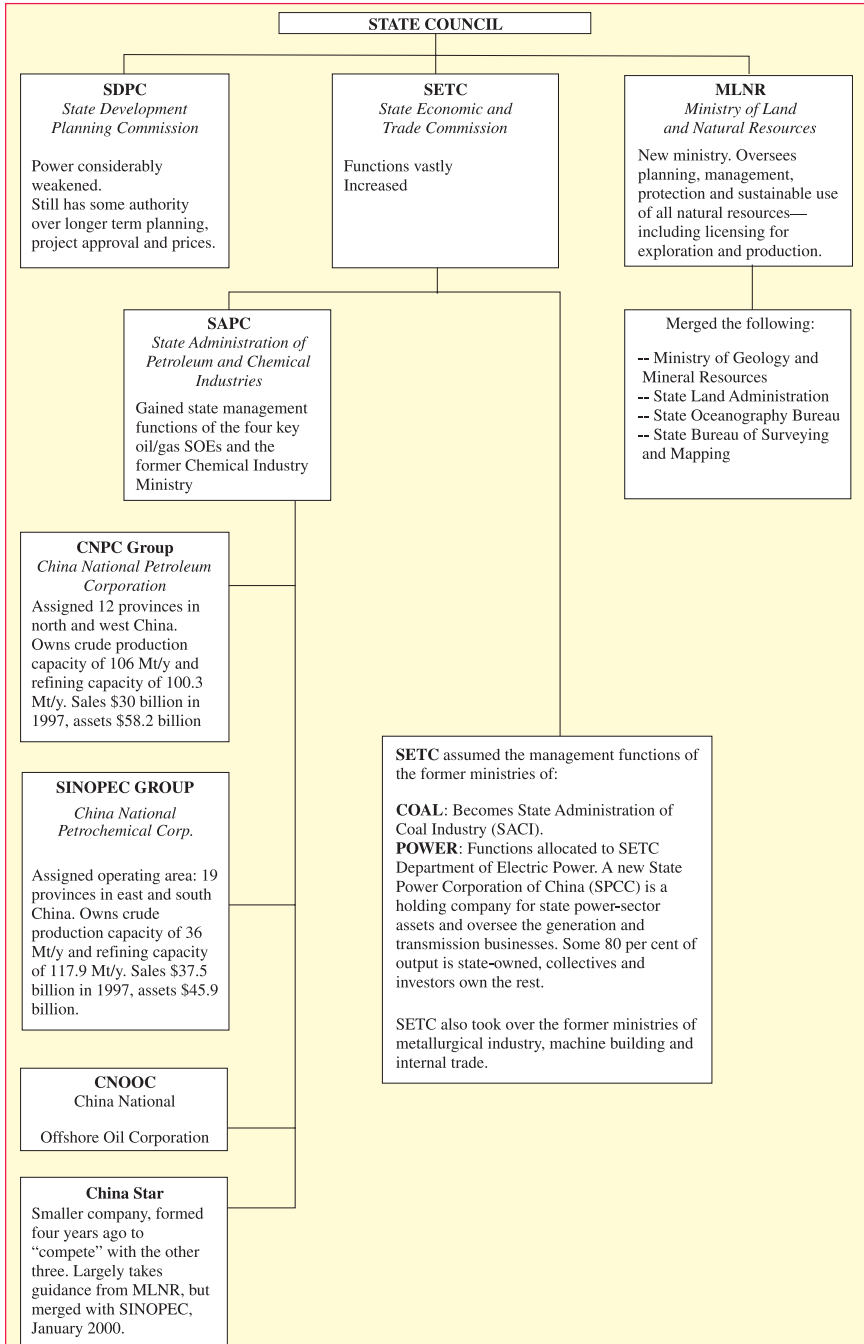 STATE COUNCIL
SDPC
State Development
Planning Commission
Power considerably
weakened.
Still has some authority
over longer term planning,
project approval and prices.
SETC
State Economic and
Trade Commission
Functions vastly
Increased
MLNR
Ministry of Land
and Natural Resources
New ministry. Oversees
planning, management,
protection and sustainable use
of all natural resources—
including licensing for
exploration and production.
SAPC
State Administration of
Petroleum and Chemical
Industries
Gained state management
functions of the four key
oil/gas SOEs and the
former Chemical Industry
Ministry
Merged the following:
-- Ministry of Geology and
Mineral Resources
-- State Land Administration
-- State Oceanography Bureau
-- State Bureau of Surveying
and Mapping
CNPC Group
China National Petroleum
Corporation
Assigned 12 provinces in
north and west China.
Owns crude production
capacity of 106 Mt/y and
refining capacity of 100.3
Mt/y. Sales $30 billion in
1997, assets $58.2 billion
SINOPEC GROUP
China National
Petrochemical Corp.
Assigned operating area: 19
provinces in east and south
China. Owns crude
production capacity of 36
Mt/y and refining capacity
of 117.9 Mt/y. Sales $37.5
billion in 1997, assets $45.9
billion.
SETC assumed the management functions of
the former ministries of:
COAL: Becomes State Administration of
Coal Industry (SACI).
POWER: Functions allocated to SETC
Department of Electric Power. A new State
Power Corporation of China (SPCC) is a
holding company for state power-sector
assets and oversee the generation and
transmission businesses. Some 80 per cent of
output is state-owned, collectives and
investors own the rest.
SETC also took over the former ministries of
metallurgical industry, machine building and
internal trade.
CNOOC
China National
Offshore Oil Corporation
China Star
Smaller company, formed
four years ago to
“compete” with the other
three. Largely takes
guidance from MLNR, but
merged with SINOPEC,
January 2000.